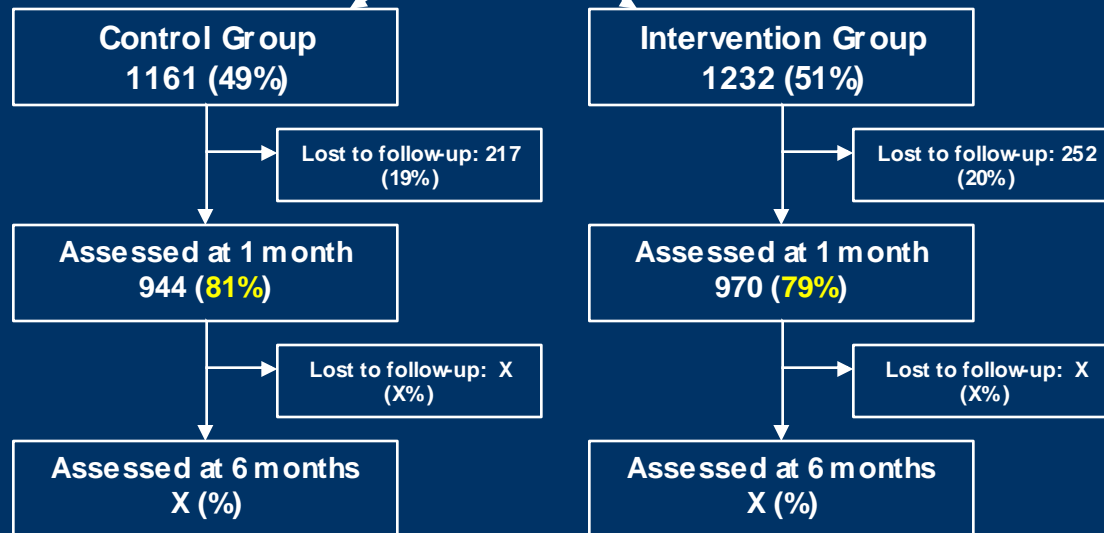 Control Group
1161 (49%)
Intervention Group
1232 (51%)
Lost to follow-up: 217
(19%)
Lost to follow-up: 252
(20%)
Assessed at 1 month
944 (81%)
Assessed at 1 month
970 (79%)
Lost to follow-up: X
(X%)
Lost to follow-up: X
(X%)
Assessed at 6 months
X (%)
Assessed at 6 months
X (%)